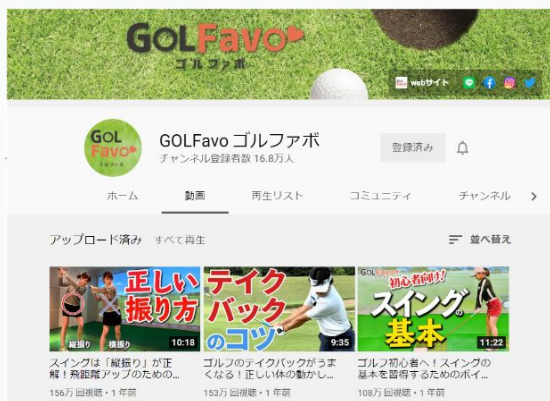 GOLFavo
ゴルファボ
webサイト
GOL
Favo
ゴルファボ
GOLFavo ゴルファボ
チャンネル登録者数 16.8万人
登録済み
ホーム 動画 再生リスト コミュニティ チャンネル
アップロード済み すべて再生 並べ替え
正しい
振り方
縦振り 横振り
10:18
テイク
バック
のコツ
9:35
GOLFavo
初心者向け!
スイングの
基本
11:22
スイングは「縦振り」が正
解!飛距離アップのための...
156万 回視聴・1 年前
ゴルフのテイクバックがうま
くなる!正しい体の動かし...
153万 回視聴・1 年前
ゴルフ初心者へ!スイングの
基本を習得するためのポイ...
108万 回視聴・1 年前